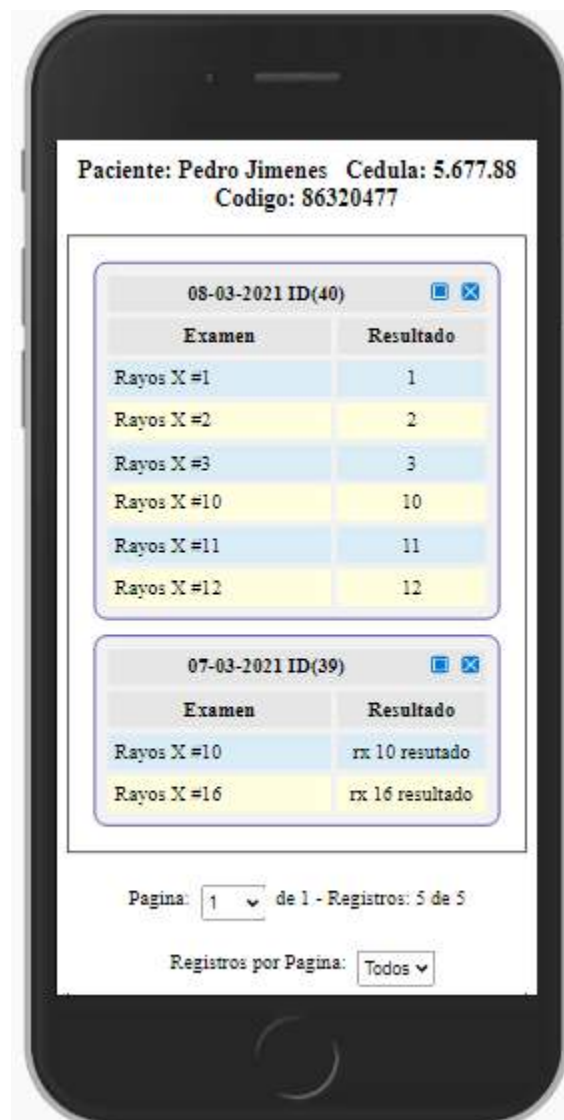 Paciente: Pedro Jimenes Cedula: 5.677.88
Codigo: 86320477
08-03-2021 ID(40)
Examen Resultado
Rayos X #1 1
Rayos X #2 2
Rayos X #3 3
Rayos X #10 10
Rayos X #11 11
Rayos X #12 12
07-03-2021 ID(39)
Examen Resultado
Rayos X #10 rx 10 resutado
Rayos X #16 rx 16 resultado
Pagina: 1 de 1 - Registros: 5 de 5
Registros por Pagina: Todos